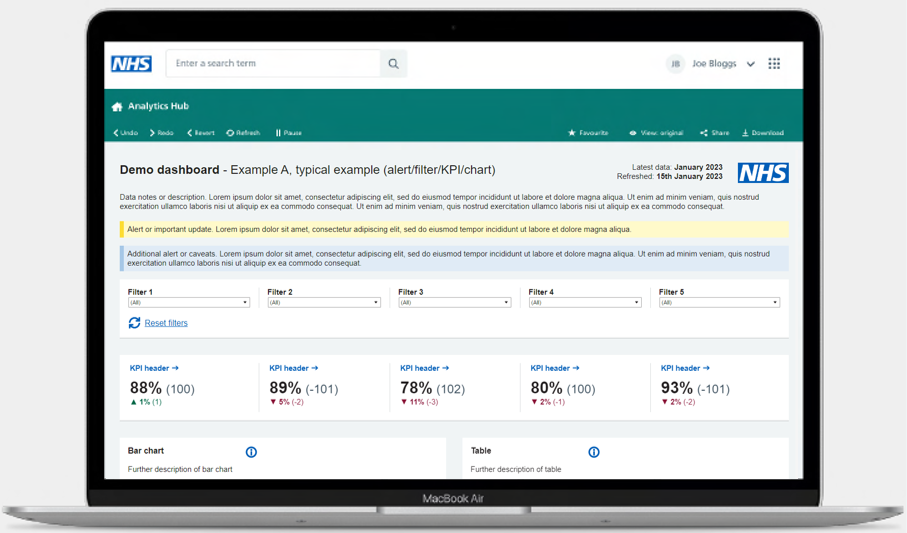 NHS
Enter a search term
JB
Joe Bloggs
Analytics Hub
Undo
Redo
Revert
Refresh
Pause
Favourite
View: original
Share
Download
Demo dashboard - Example A, typical example (alert/filter/KPI/chart)
Latest data: January 2023
Refreshed: 15th January 2023
NHS
Data notes or description. Lorem ipsum dolor sit amet, consectetur adipiscing elit, sed do eiusmod tempor incididunt ut labore et dolore magna aliqua. Ut enim ad minim veniam, quis nostrud
exercitation ullamco laboris nisi ut aliquip ex ea commodo consequat. Ut enim ad minim veniam, quis nostrud exercitation ullamco laboris nisi ut aliquip ex ea commodo consequat.
Alert or important update. Lorem ipsum dolor sit amet, consectetur adipiscing elit, sed do eiusmod tempor incididunt ut labore et dolore magna aliqua.
Additional alert or caveats. Lorem ipsum dolor sit amet, consectetur adipiscing elit, sed do eiusmod tempor incididunt ut labore et dolore magna aliqua. Ut enim ad minim veniam, quis nostrud
exercitation ullamco laboris nisi ut aliquip ex ea commodo consequat.
Filter 1
(All)
Filter 2
(All)
Filter 3
(All)
Filter 4
(All)
Filter 5
(All)
Reset filters
KPI header →
88% (100)
▲ 1% (1)
KPI header →
89% (-101)
▼ 5% (-2)
KPI header →
78% (102)
▼ 11% (-3)
KPI header →
80% (100)
▼ 2% (-1)
KPI header →
93% (-101)
▼ 2% (-2)
Bar chart
Further description of bar chart
Table
Further description of table
MacBook Air